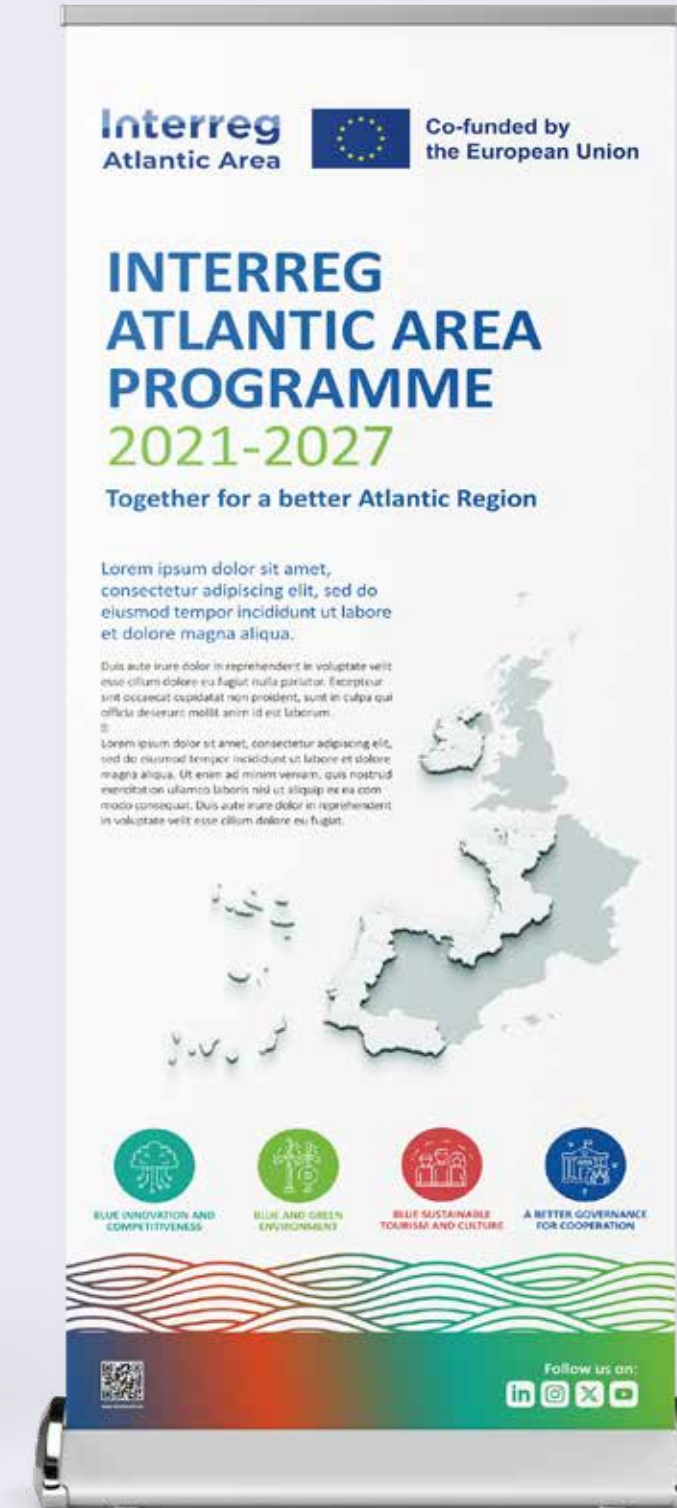 Interreg
Atlantic Area
Co-funded by
the European Union
INTERREG
ATLANTIC AREA
PROGRAMME
2021-2027
Together for a better Atlantic Region
Lorem ipsum dolor sit amet,
consectetur adipiscing elit, sed do
eiusmod tempor incididunt ut labore
et dolore magna aliqua.
Duis aute irure dolor in reprehenderit in voluptate velit
esse cillum dolore eu fugiat nulla pariatur. Excepteur
sint occaecat cupidatat non proident, sunt in culpa qui
officia deserunt mollit anim id est laborum.
Lorem ipsum dolor sit amet, consectetur adipiscing elit,
sed do eiusmod tempor incididunt ut labore et dolore
magna aliqua. Ut enim ad minim veniam, quis nostrud
exercitation ullamco laboris nisi ut aliquip ex ea com
modo consequat. Duis aute irure dolor in reprehenderit
in voluptate velit esse cillum dolore eu fugiat.
BLUE INNOVATION AND
COMPETITIVENESS
BLUE AND GREEN
ENVIRONMENT
BLUE SUSTAINABLE
TOURISM AND CULTURE
A BETTER GOVERNANCE
FOR COOPERATION
Follow us on: